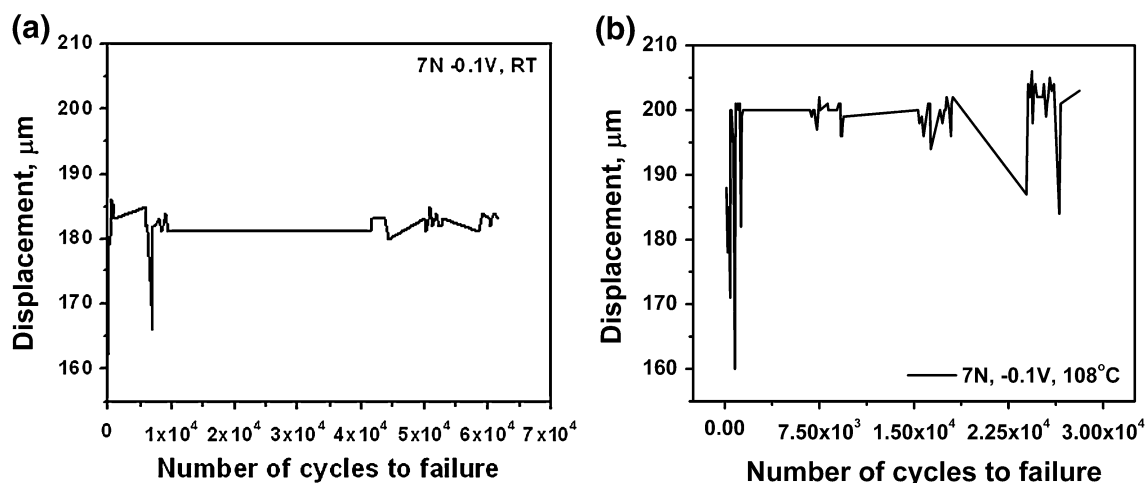 (a)
210
200
190
180
170
160
Displacement, μm
7N -0.1V, RT
0 1x10⁴ 2x10⁴ 3x10⁴ 4x10⁴ 5x10⁴ 6x10⁴ 7x10⁴
Number of cycles to failure
(b)
210
200
190
180
170
160
Displacement, μm
7N, -0.1V, 108°C
0.00 7.50x10³ 1.50x10⁴ 2.25x10⁴ 3.00x10⁴
Number of cycles to failure